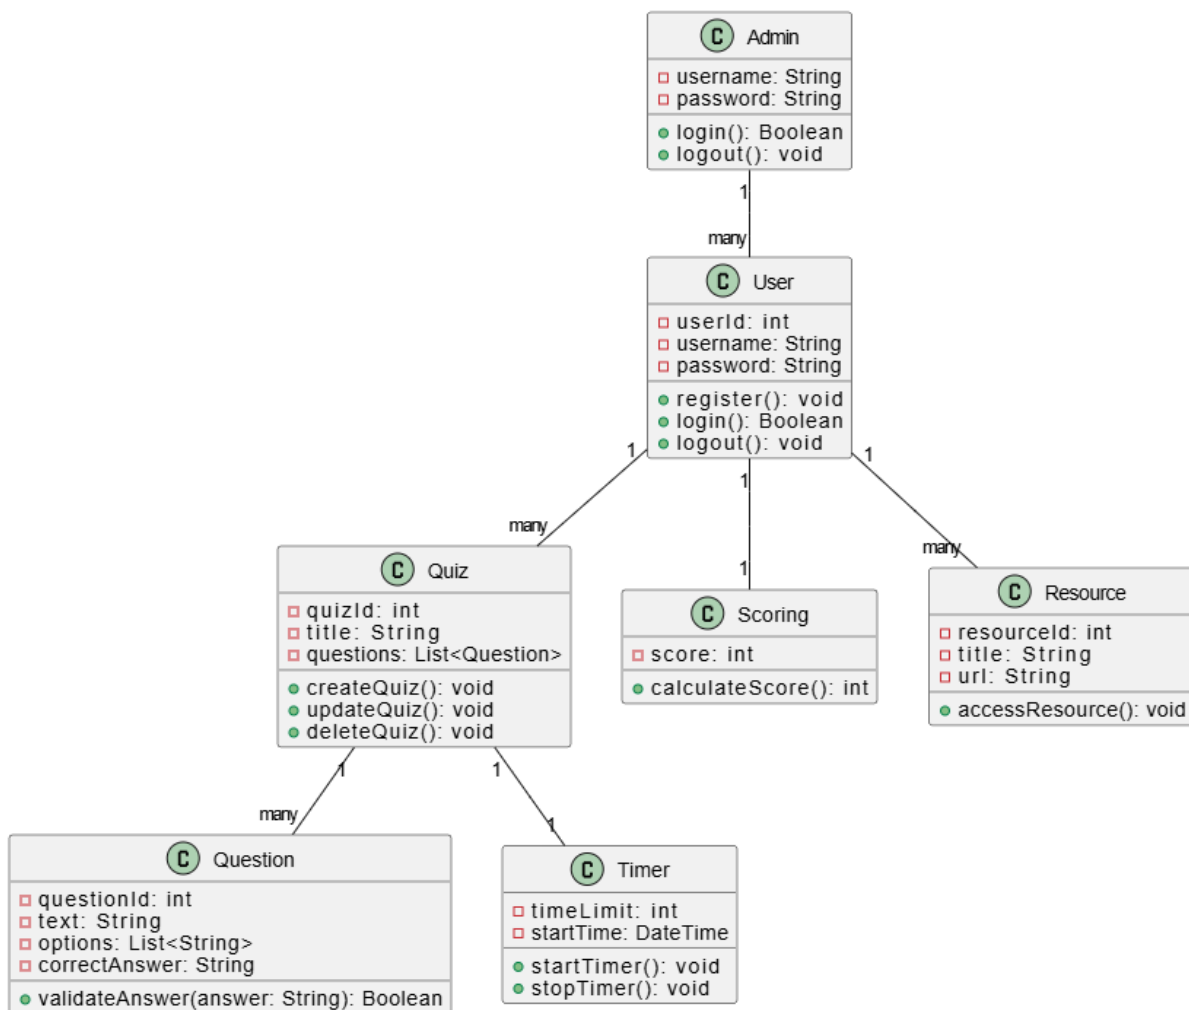 C Admin
username: String
password: String
login(): Boolean
logout(): void
1
many
C User
userId: int
username: String
password: String
register(): void
login(): Boolean
logout(): void
1
1
1
many
1
many
C Quiz
quizId: int
title: String
questions: List<Question>
createQuiz(): void
updateQuiz(): void
deleteQuiz(): void
C Scoring
score: int
calculateScore(): int
C Resource
resourceId: int
title: String
url: String
accessResource(): void
1
1
many
1
C Question
questionId: int
text: String
options: List<String>
correctAnswer: String
validateAnswer(answer: String): Boolean
C Timer
timeLimit: int
startTime: DateTime
startTimer(): void
stopTimer(): void